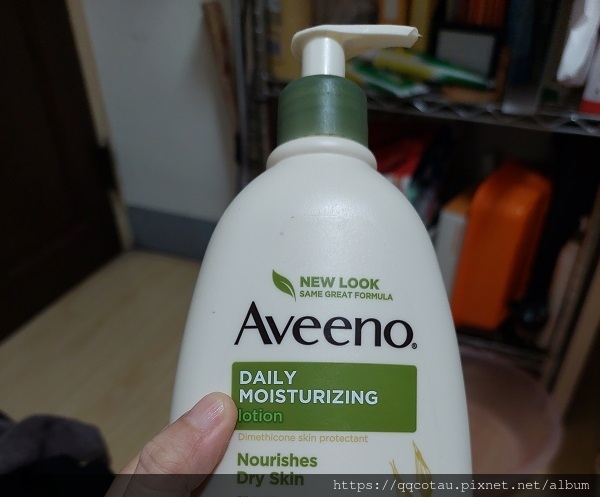 NEW LOOK
SAME GREAT FORMULA
Aveeno®
DAILY
MOISTURIZING
lotion
Dimethicone skin protectant
Nourishes
Dry Skin
https://qqcotau.pixnet.net/album